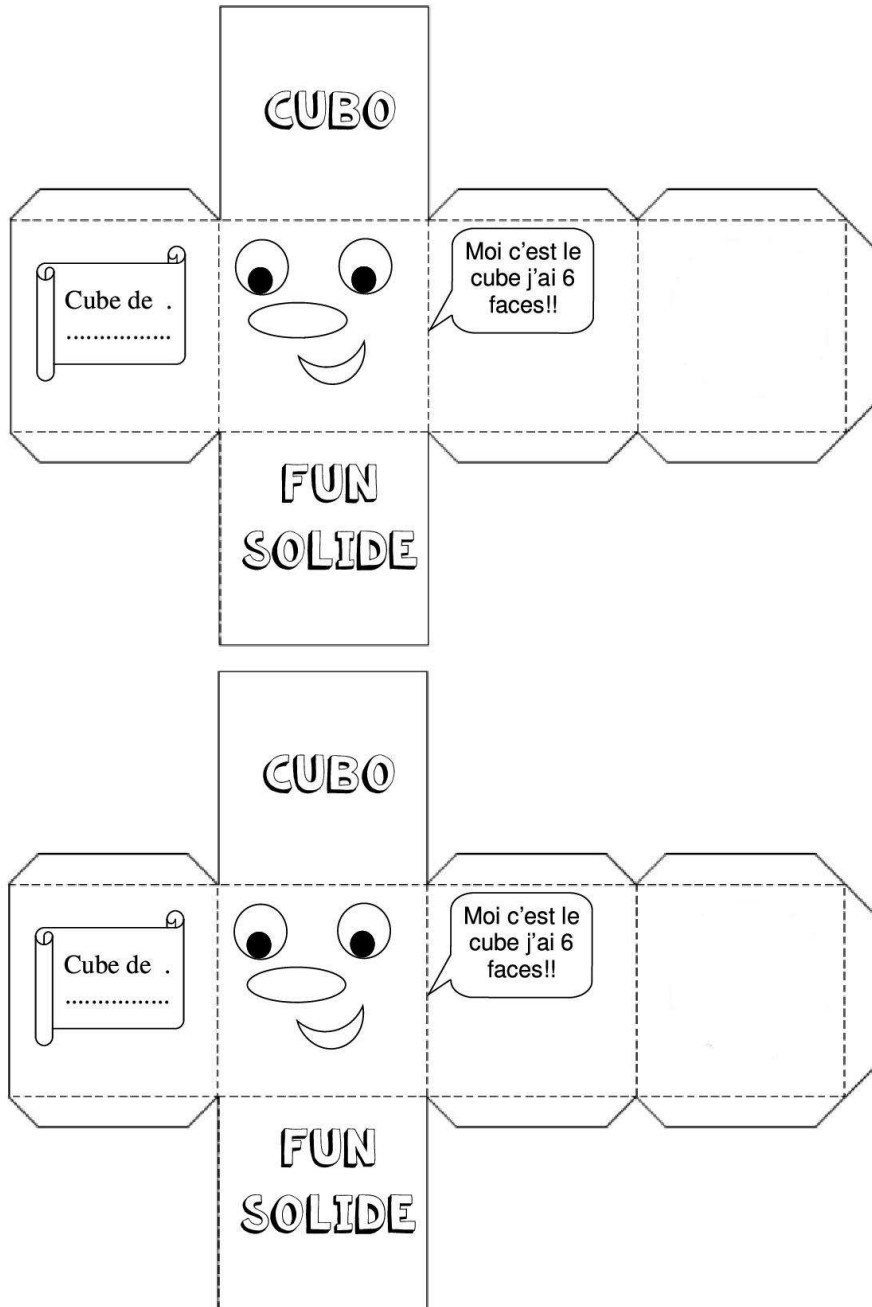 CUBO
Cube de .
................
Moi c'est le
cube j'ai 6
faces!!
FUN
SOLIDE
CUBO
Cube de .
................
Moi c'est le
cube j'ai 6
faces!!
FUN
SOLIDE